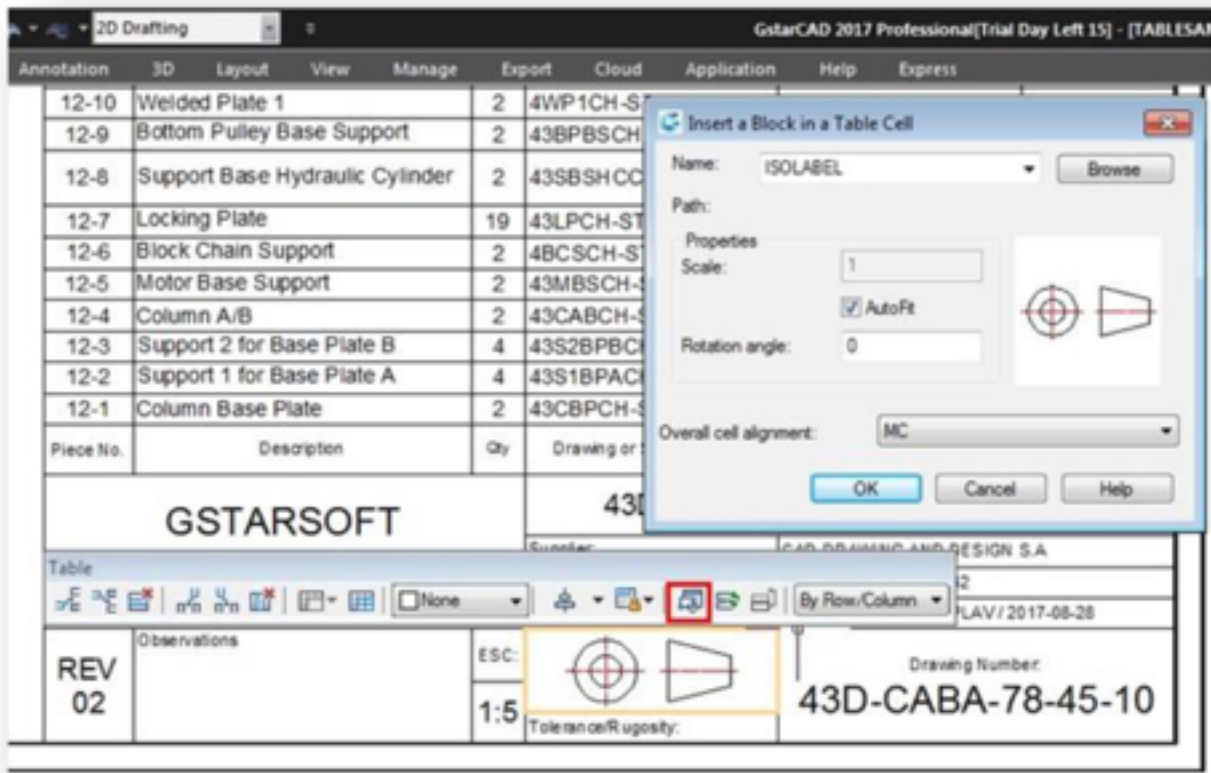 2D Drafting
GstarCAD 2017 Professional[Trial Day Left 15] - [TABLESAM
Annotation 3D Layout View Manage Export Cloud Application Help Express
12-10 Welded Plate 1 2 4WP1CH-S
12-9 Bottom Pulley Base Support 2 43BPBSCH
12-8 Support Base Hydraulic Cylinder 2 43SBSHCC
12-7 Locking Plate 19 43LPCH-ST
12-6 Block Chain Support 2 4BCSCH-S
12-5 Motor Base Support 2 43MBSCH-
12-4 Column A/B 2 43CABCH-S
12-3 Support 2 for Base Plate B 4 43S2BPBCH
12-2 Support 1 for Base Plate A 4 43S1BPACH
12-1 Column Base Plate 2 43CBPCH-S
Piece No. Description Qty Drawing or
GSTARSOFT
43D
Supplier:
CAD DRAWING AND DESIGN S.A
Insert a Block in a Table Cell
Name: ISOLABEL Browse
Path:
Properties
Scale: 1
AutoFit
Rotation angle: 0
Overall cell alignment: MC
OK Cancel Help
Table
None By Row/Column
PLAV / 2017-08-28
REV
02
Observations
ESC:
1:5
Tolerance/Rugosity:
Drawing Number:
43D-CABA-78-45-10